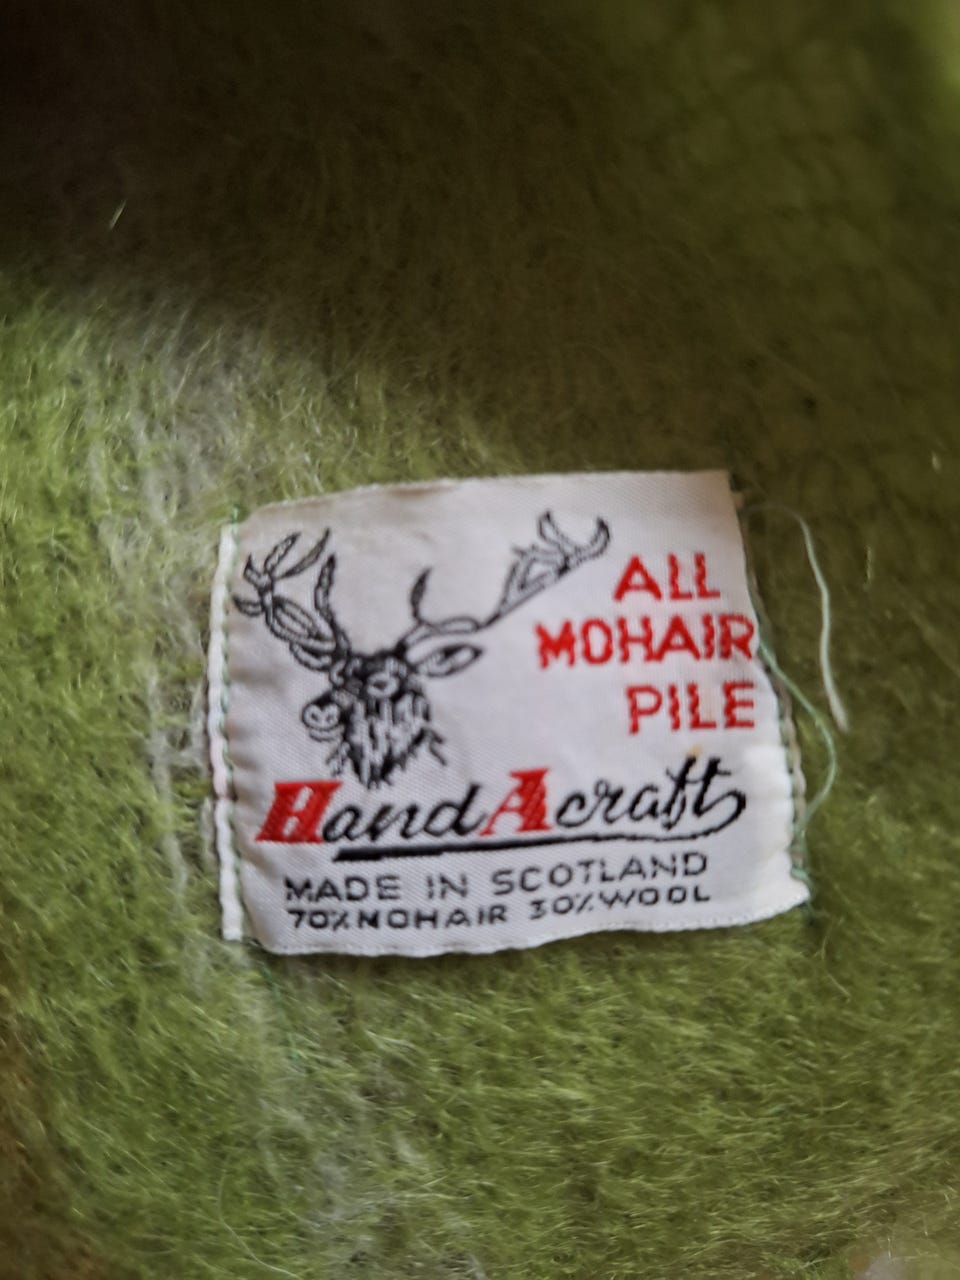 ALL
MOHAIR
PILE
HandAcraft
MADE IN SCOTLAND
70% MOHAIR 30% WOOL